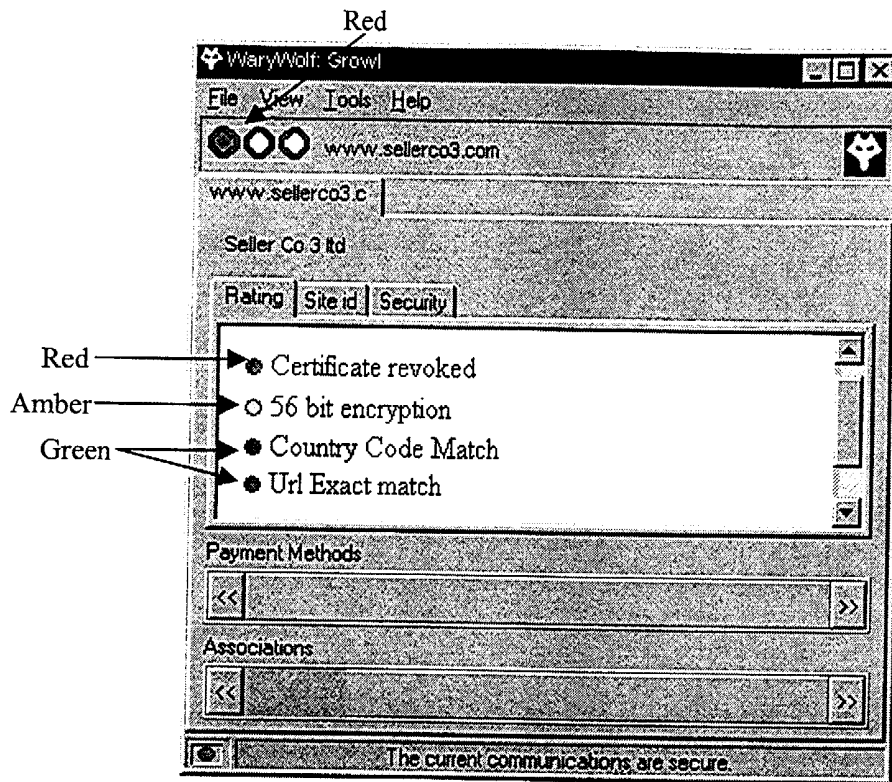 Red
WaryWolf: Growl
File View Tools Help
www.sellerco3.com
www.sellerco3.c
Seller Co 3 ltd
Rating Site id Security
Red
Certificate revoked
Amber
56 bit encryption
Green
Country Code Match
Url Exact match
Payment Methods
<< >>
Associations
<< >>
The current communications are secure.